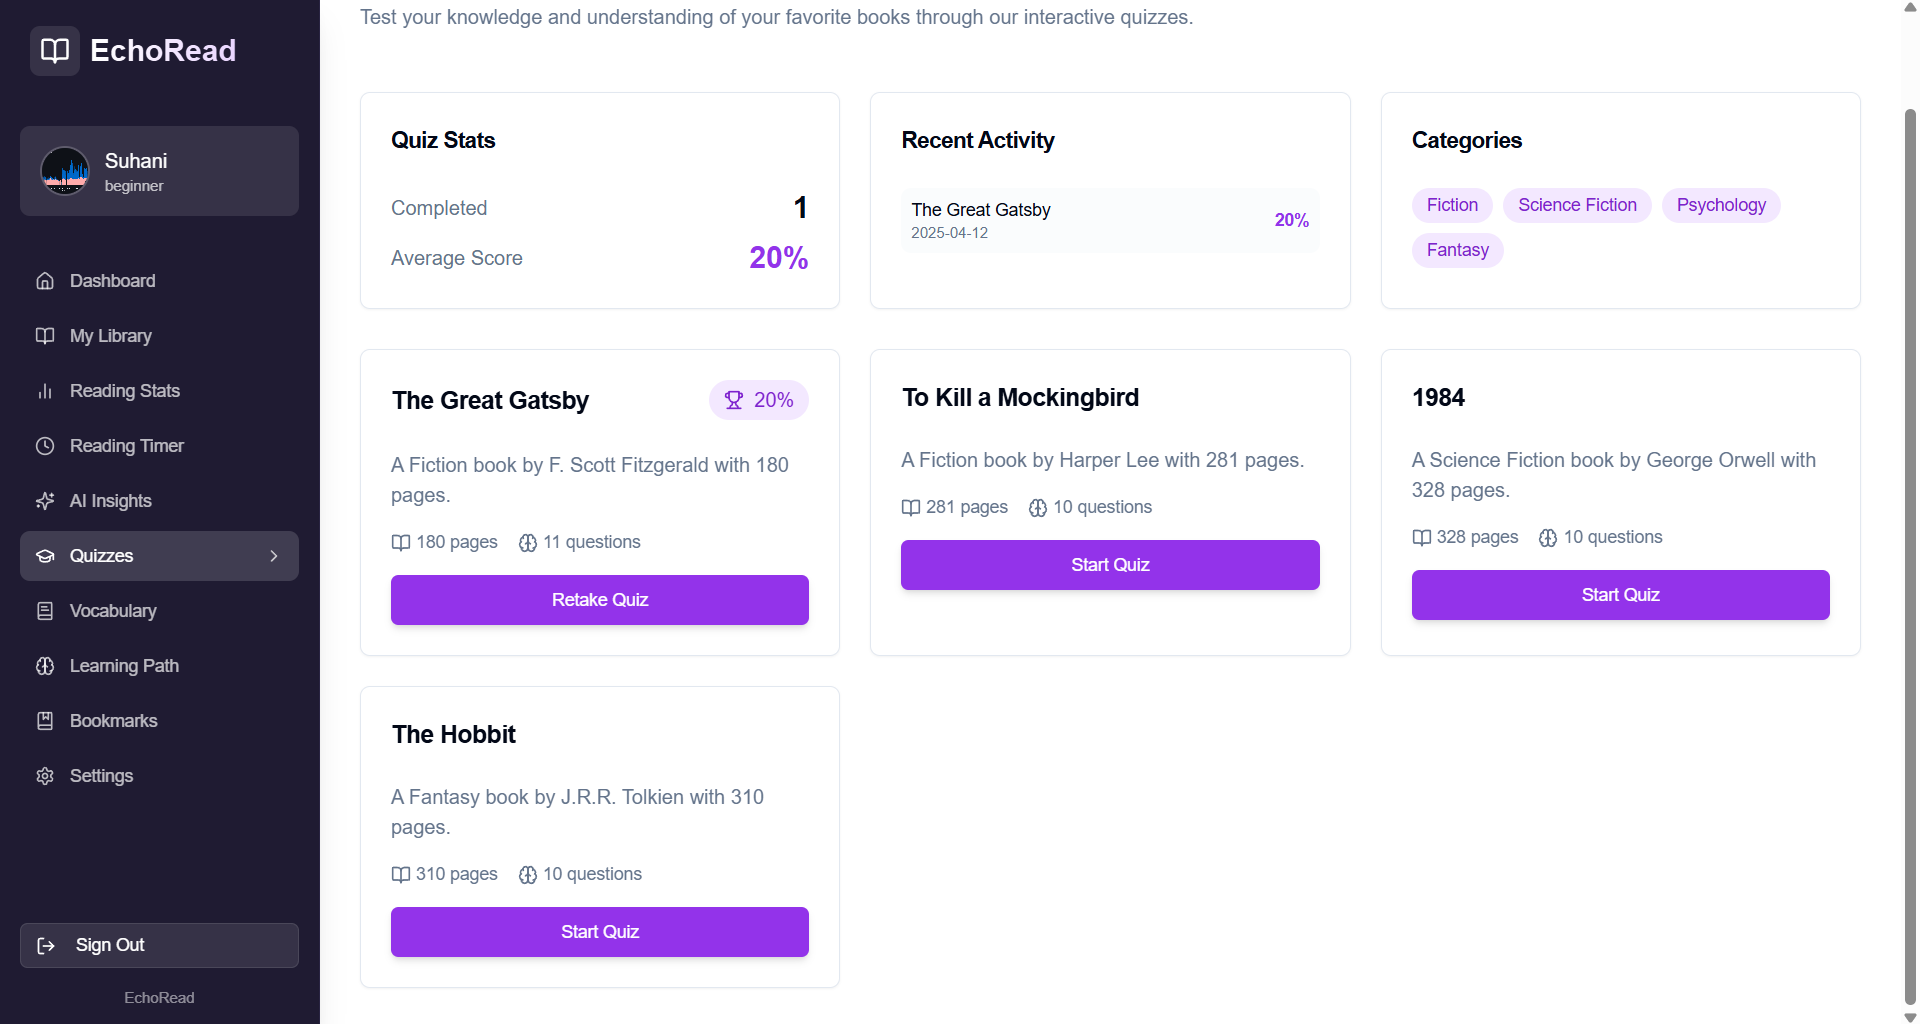 EchoRead
Suhani
beginner
Dashboard
My Library
Reading Stats
Reading Timer
AI Insights
Quizzes
Vocabulary
Learning Path
Bookmarks
Settings
Sign Out
EchoRead
Test your knowledge and understanding of your favorite books through our interactive quizzes.
Quiz Stats
Completed 1
Average Score 20%
Recent Activity
The Great Gatsby
2025-04-12
20%
Categories
Fiction Science Fiction Psychology
Fantasy
The Great Gatsby 20%
A Fiction book by F. Scott Fitzgerald with 180
pages.
180 pages 11 questions
Retake Quiz
To Kill a Mockingbird
A Fiction book by Harper Lee with 281 pages.
281 pages 10 questions
Start Quiz
1984
A Science Fiction book by George Orwell with
328 pages.
328 pages 10 questions
Start Quiz
The Hobbit
A Fantasy book by J.R.R. Tolkien with 310
pages.
310 pages 10 questions
Start Quiz